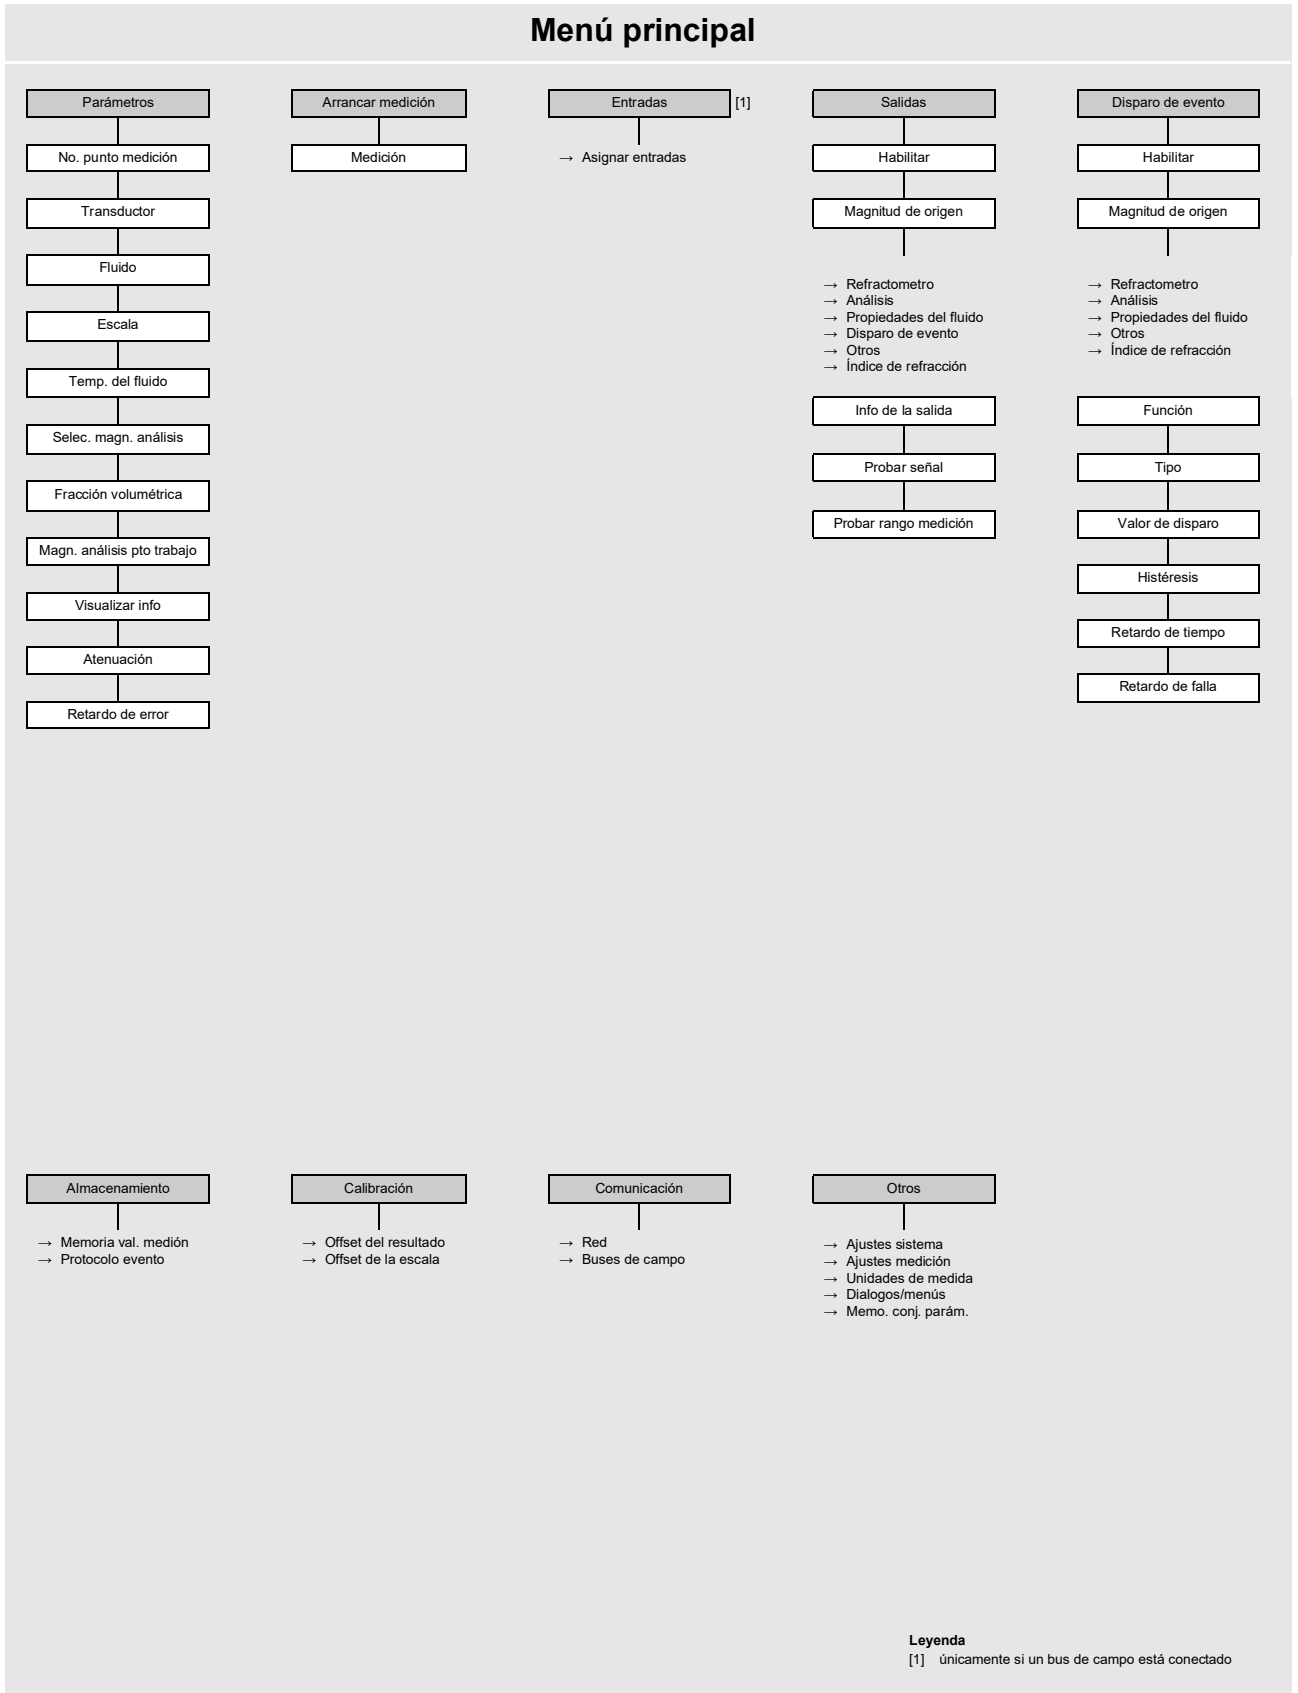 Menú principal
Parámetros
No. punto medición
Transductor
Fluido
Escala
Temp. del fluido
Selec. magn. análisis
Fracción volumétrica
Magn. análisis pto trabajo
Visualizar info
Atenuación
Retardo de error
Arrancar medición
Medición
Entradas [1]
→ Asignar entradas
Salidas
Habilitar
Magnitud de origen
→ Refractometro
→ Análisis
→ Propiedades del fluido
→ Disparo de evento
→ Otros
→ Índice de refracción
Info de la salida
Probar señal
Probar rango medición
Disparo de evento
Habilitar
Magnitud de origen
→ Refractometro
→ Análisis
→ Propiedades del fluido
→ Otros
→ Índice de refracción
Función
Tipo
Valor de disparo
Histéresis
Retardo de tiempo
Retardo de falla
Almacenamiento
→ Memoria val. medión
→ Protocolo evento
Calibración
→ Offset del resultado
→ Offset de la escala
Comunicación
→ Red
→ Buses de campo
Otros
→ Ajustes sistema
→ Ajustes medición
→ Unidades de medida
→ Dialogos/menús
→ Memo. conj. parám.
Leyenda
[1] únicamente si un bus de campo está conectado